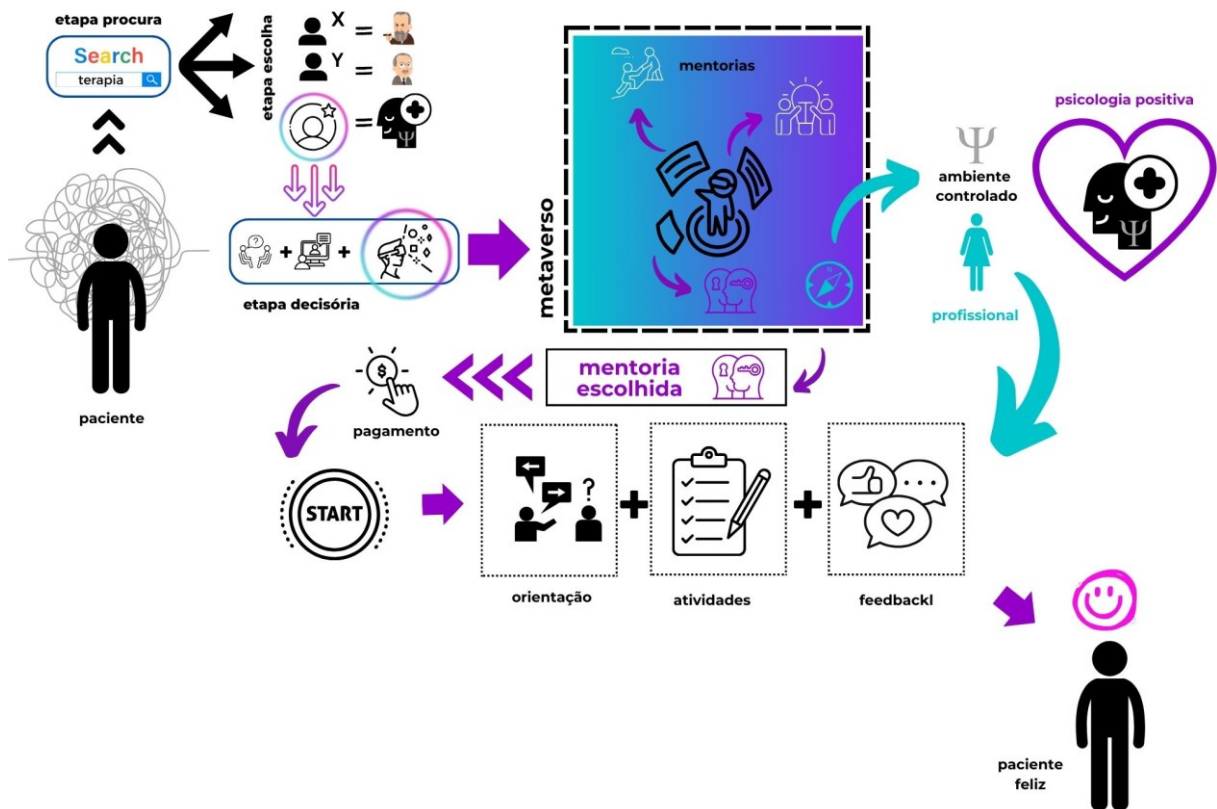 etapa procura
Search
terapia
paciente
etapa escolha
X =
Y =
=
+ +
etapa decisória
metaverso
mentorias
N
Ψ
ambiente
controlado
profissional
psicologia positiva
Ψ
mentoria
escolhida
$
pagamento
START
?
+ +
orientação
atividades
feedbackl
paciente
feliz